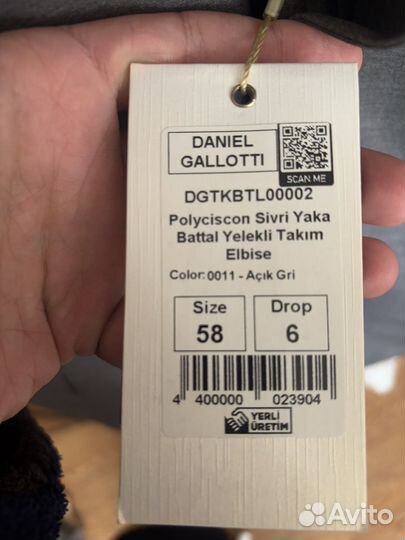 DANIEL
GALLOTTI
SCAN ME
DGTKBTL00002
Polyciscon Sivri Yaka
Battal Yelekli Takım
Elbise
Color: 0011 - Açık Gri
Size
58
Drop
6
4 400000 023904
YERLİ
ÜRETİM
Avito